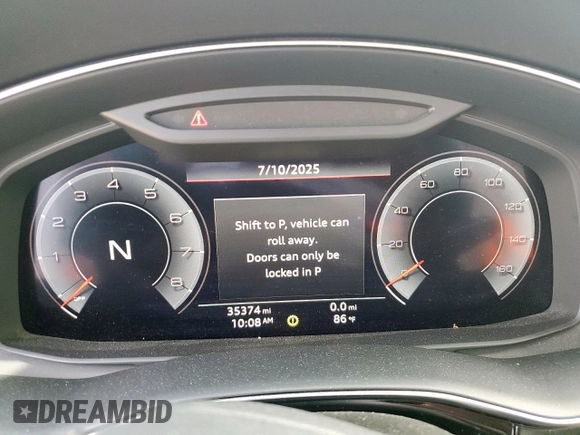 7/10/2025
Shift to P, vehicle can
roll away.
Doors can only be
locked in P
N
1
2
3
4
5
6
7
8
OFF
0
20
40
60
80
100
120
140
160
35374 mi
0.0 mi
10:08 AM
86 °F
DREAMBID